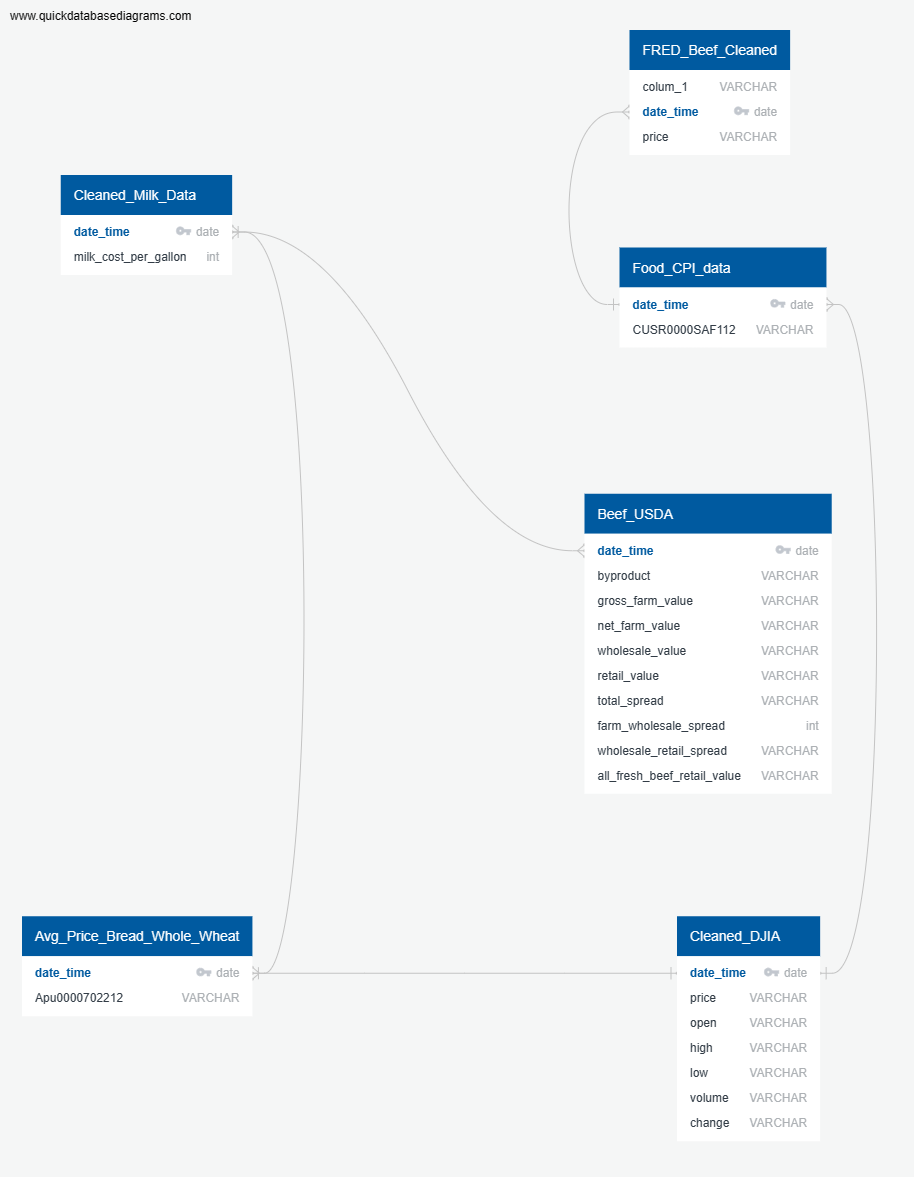 www.quickdatabasediagrams.com
FRED_Beef_Cleaned
colum_1 VARCHAR
date_time date
price VARCHAR
Cleaned_Milk_Data
date_time date
milk_cost_per_gallon int
Food_CPI_data
date_time date
CUSR0000SAF112 VARCHAR
Beef_USDA
date_time date
byproduct VARCHAR
gross_farm_value VARCHAR
net_farm_value VARCHAR
wholesale_value VARCHAR
retail_value VARCHAR
total_spread VARCHAR
farm_wholesale_spread int
wholesale_retail_spread VARCHAR
all_fresh_beef_retail_value VARCHAR
Avg_Price_Bread_Whole_Wheat
date_time date
Apu0000702212 VARCHAR
Cleaned_DJIA
date_time date
price VARCHAR
open VARCHAR
high VARCHAR
low VARCHAR
volume VARCHAR
change VARCHAR